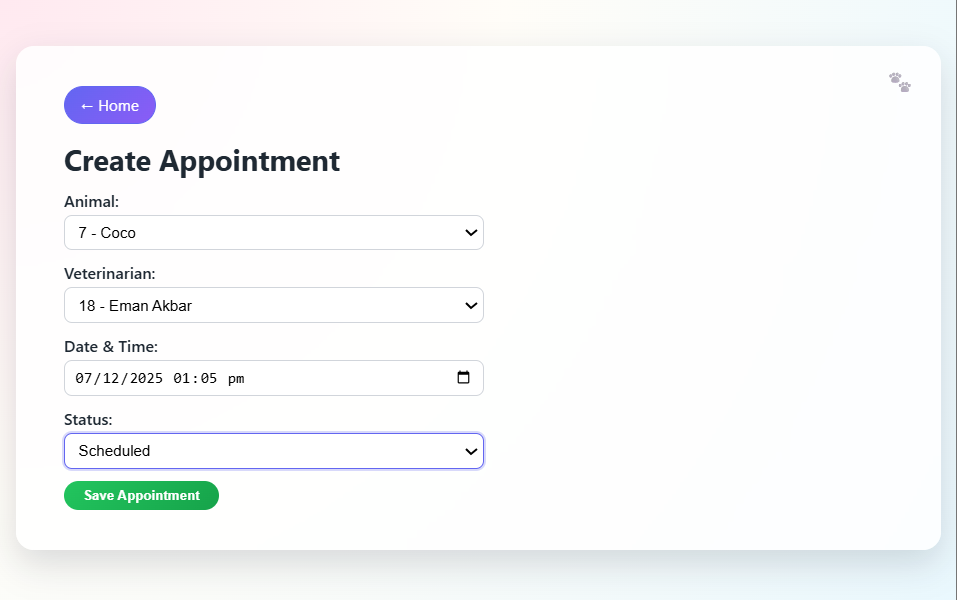 ← Home
Create Appointment
Animal:
7 - Coco
Veterinarian:
18 - Eman Akbar
Date & Time:
07/12/2025 01:05 pm
Status:
Scheduled
Save Appointment